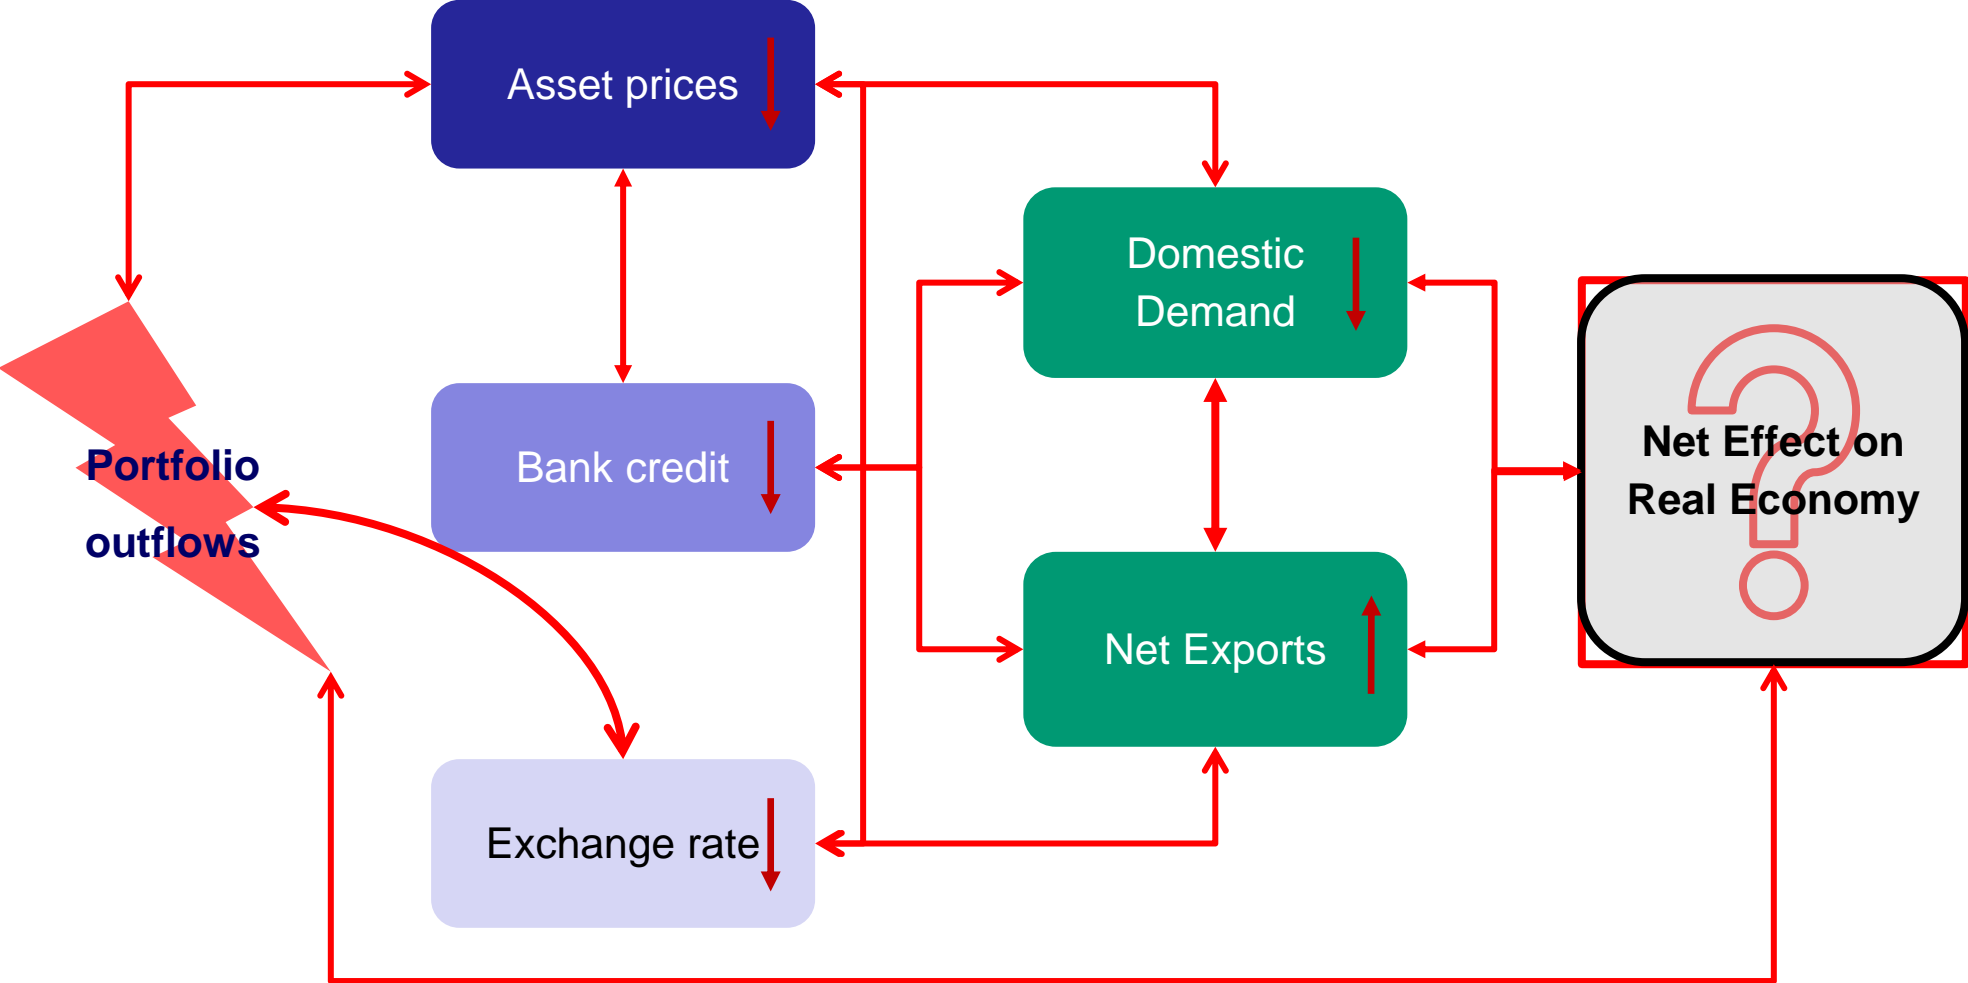 Asset prices
Domestic
Demand
Portfolio
outflows
Bank credit
Net Effect on
Real Economy
Net Exports
Exchange rate